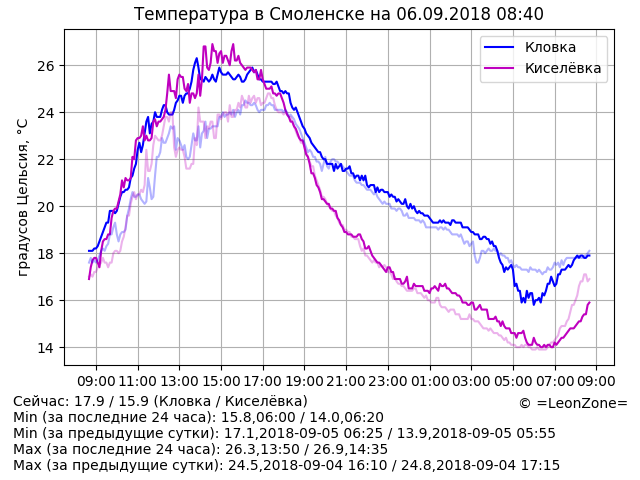 Температура в Смоленске на 06.09.2018 08:40
Кловка
Киселёвка
градусов Цельсия, °C
26
24
22
20
18
16
14
09:00 11:00 13:00 15:00 17:00 19:00 21:00 23:00 01:00 03:00 05:00 07:00 09:00
Сейчас: 17.9 / 15.9 (Кловка / Киселёвка)
© =LeonZone=
Min (за последние 24 часа): 15.8,06:00 / 14.0,06:20
Min (за предыдущие сутки): 17.1,2018-09-05 06:25 / 13.9,2018-09-05 05:55
Max (за последние 24 часа): 26.3,13:50 / 26.9,14:35
Max (за предыдущие сутки): 24.5,2018-09-04 16:10 / 24.8,2018-09-04 17:15